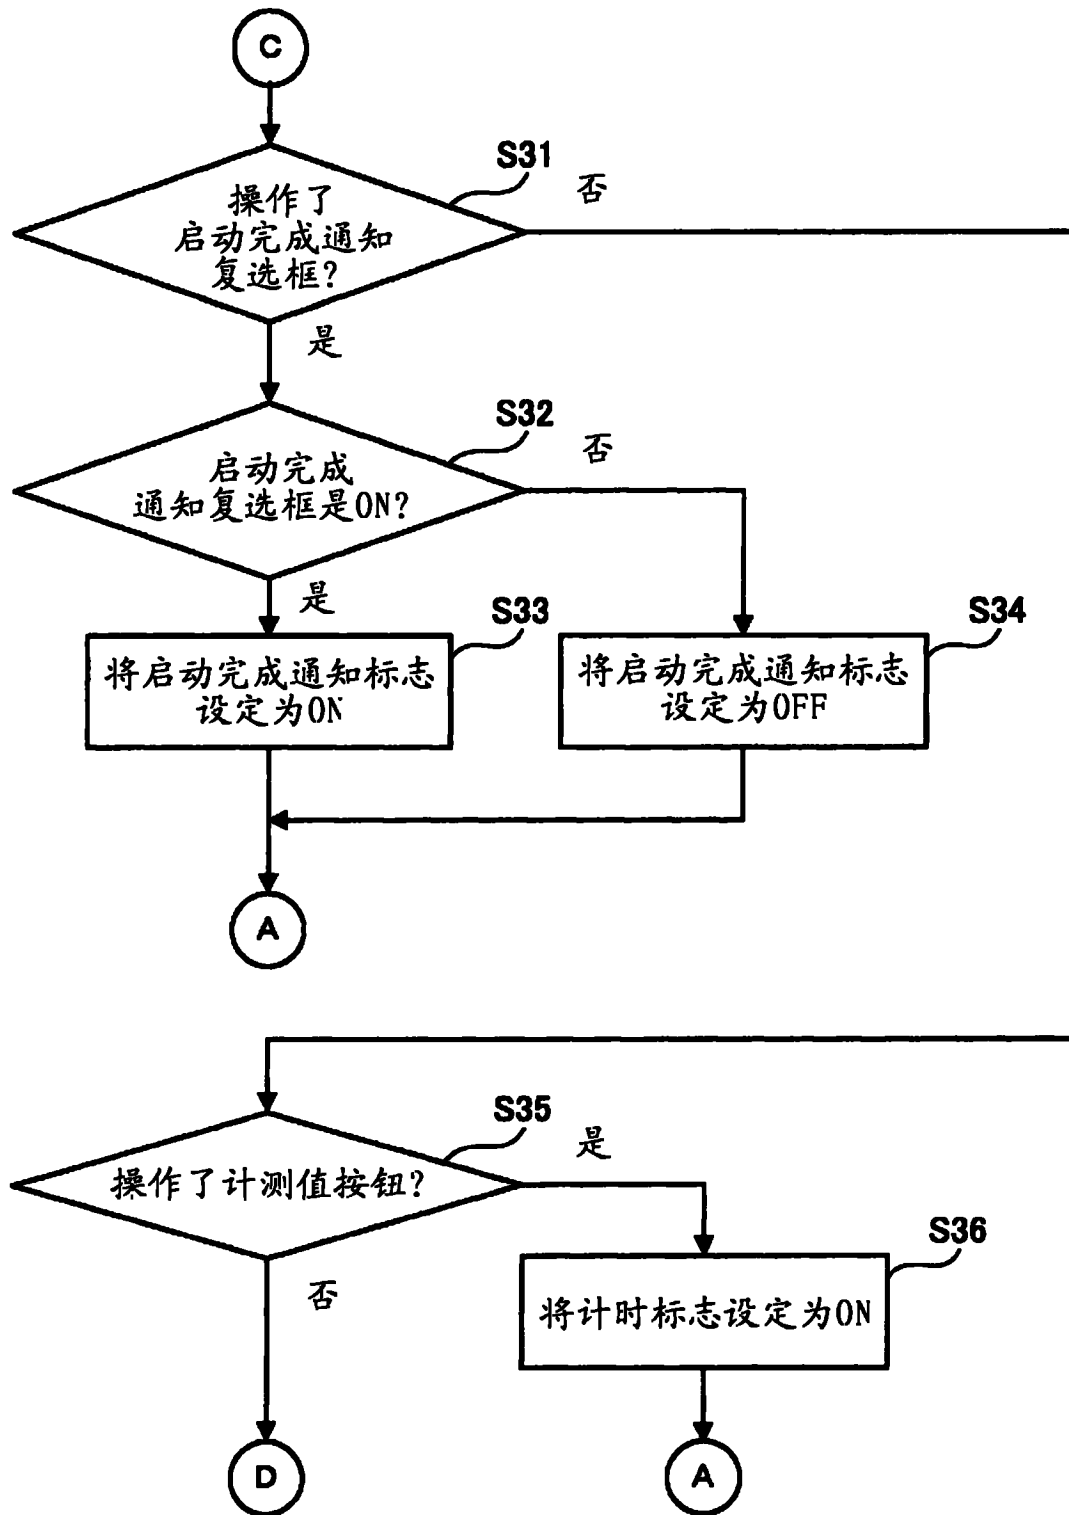 C
S31
否
操作了
启动完成通知
复选框?
是
S32
否
启动完成
通知复选框是ON?
是
S33
S34
将启动完成通知标志
设定为ON
将启动完成通知标志
设定为OFF
A
S35
是
操作了计测值按钮?
S36
否
将计时标志设定为ON
D
A